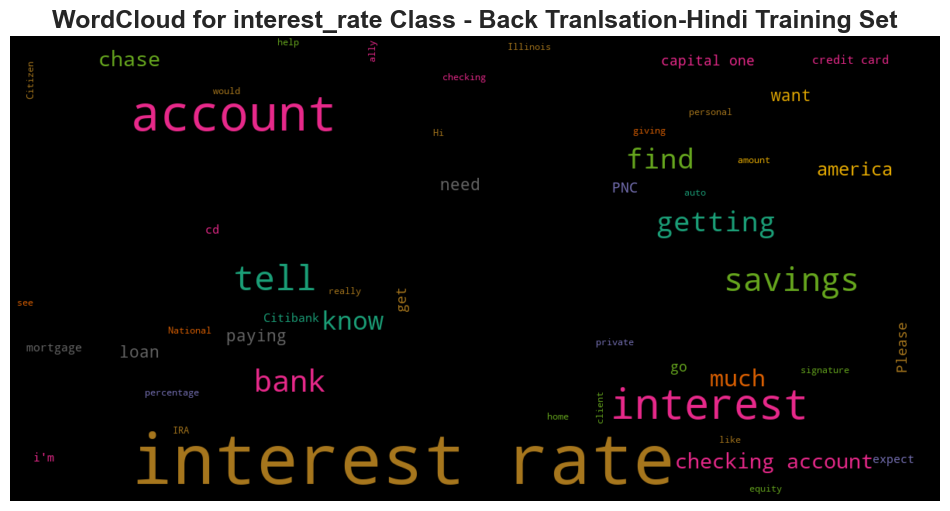 WordCloud for interest_rate Class - Back Tranlsation-Hindi Training Set
help
ally
Illinois
chase
capital one
credit card
Citizen
checking
would
want
account
personal
Hi
giving
find
amount
america
need
PNC
auto
getting
cd
tell
savings
really
get
see
Citibank
know
National
paying
Please
mortgage
loan
private
go
signature
bank
much
percentage
interest
client
home
IRA
like
i'm
interest rate
checking account
expect
equity